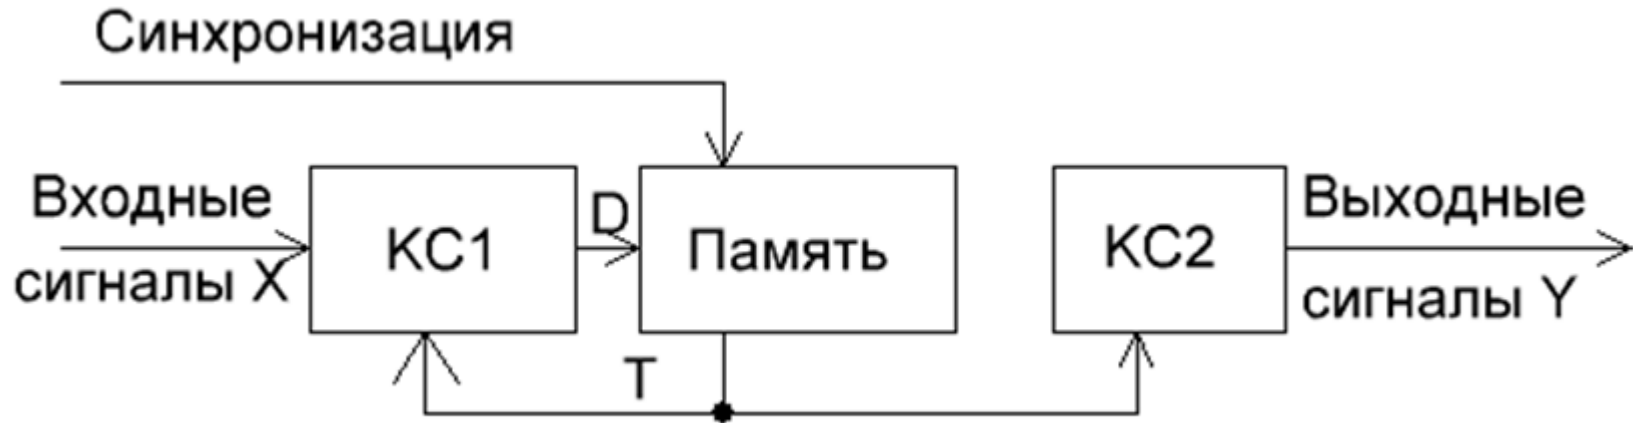 Синхронизация
Входные
сигналы X
КС1
D
Память
T
КС2
Выходные
сигналы Y